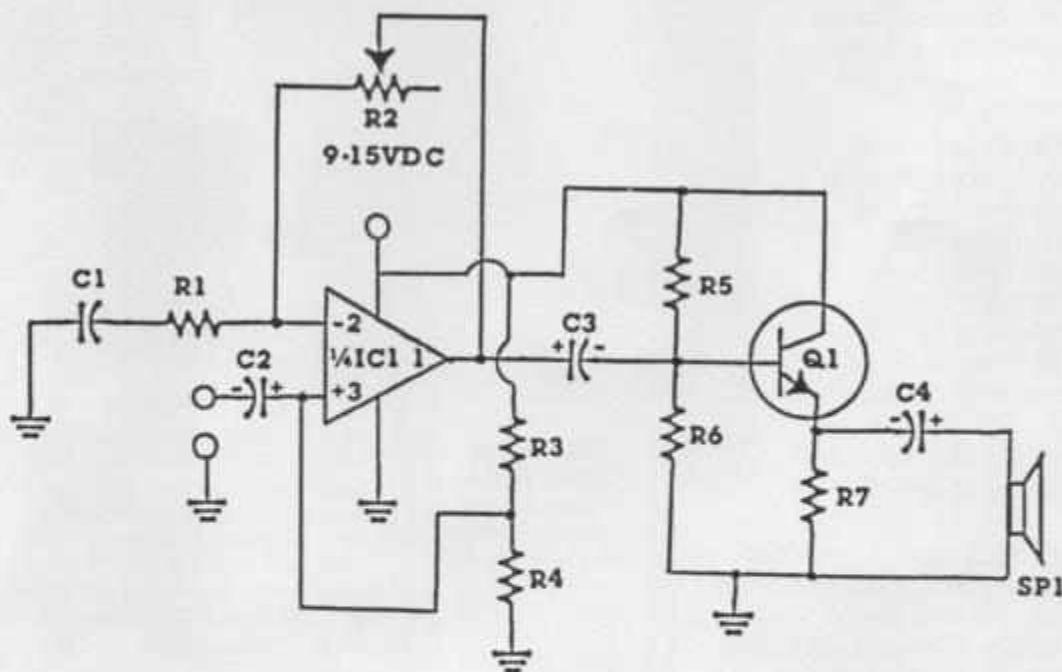 R2
9-15VDC
C1
R1
-2
¼IC1 1
+3
C2
- +
C3
+ -
R5
Q1
R6
C4
- +
R3
R7
R4
SP1